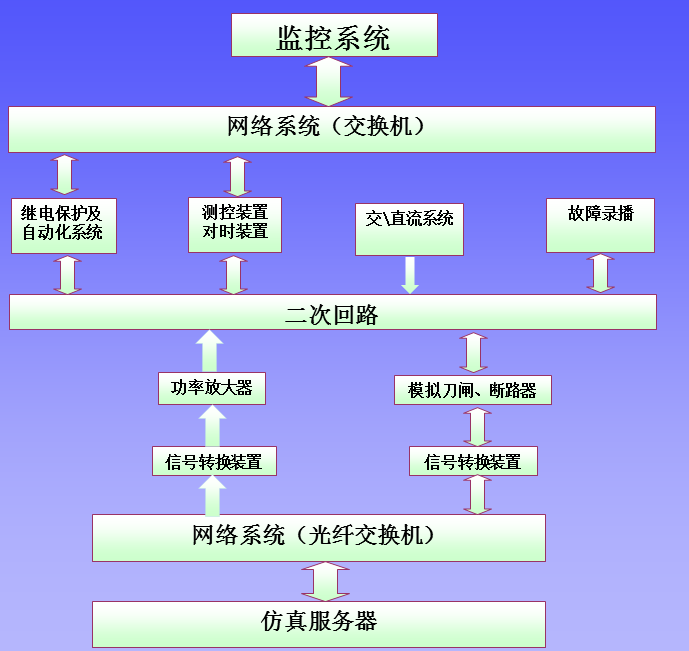 监控系统
网络系统（交换机）
继电保护及
自动化系统
测控装置
对时装置
交\直流系统
故障录播
二次回路
功率放大器
模拟刀闸、断路器
信号转换装置
信号转换装置
网络系统（光纤交换机）
仿真服务器